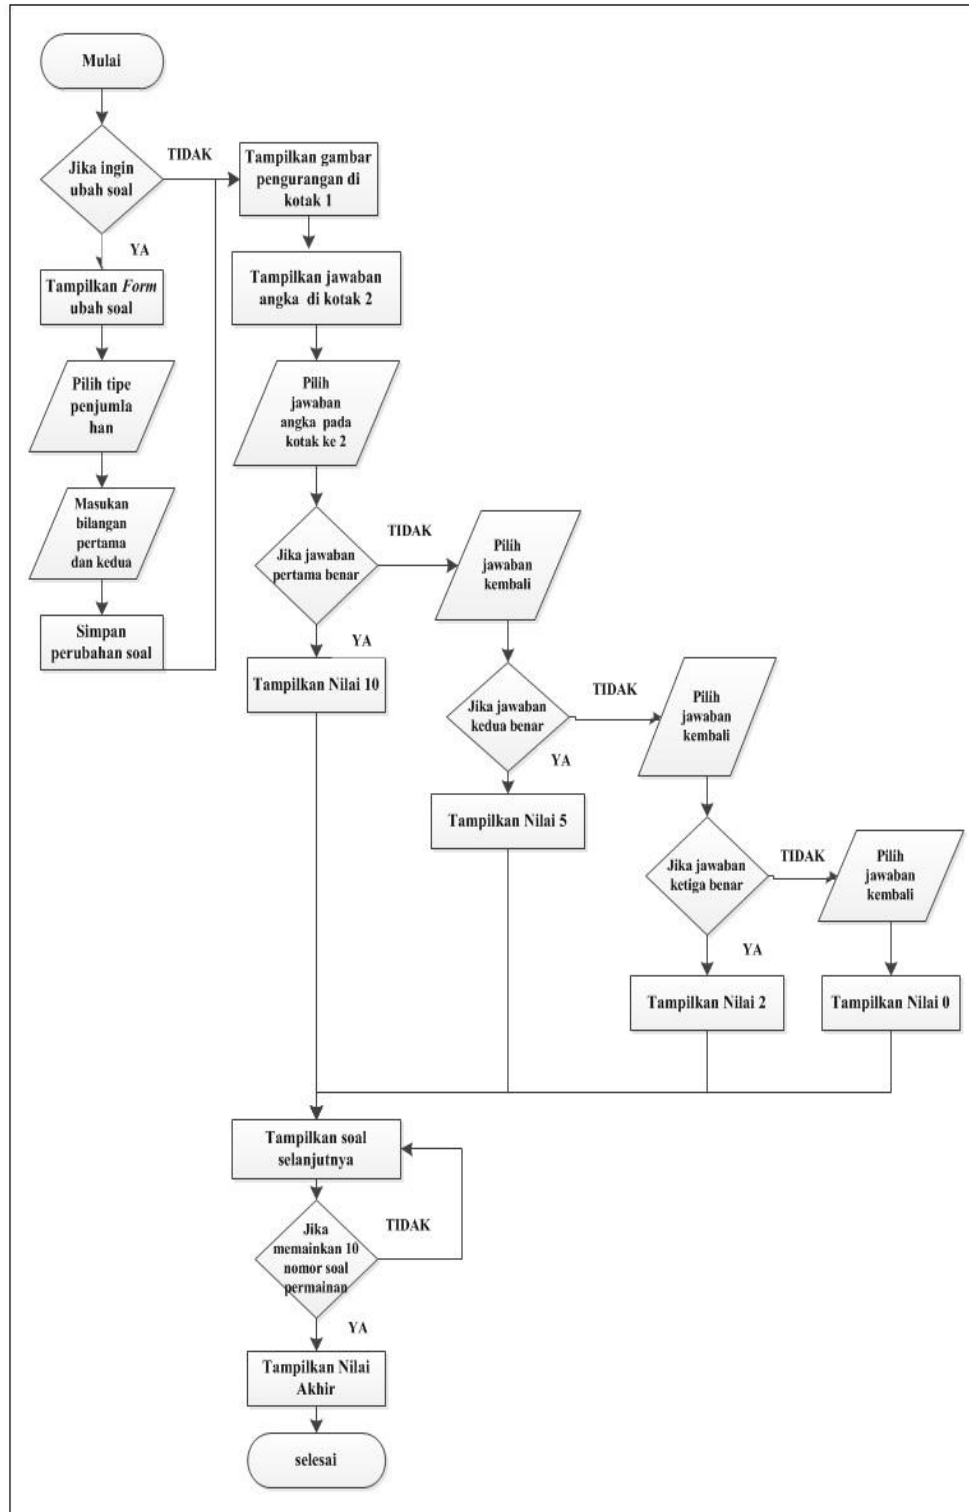 Mulai
Jika ingin
ubah soal
TIDAK
YA
Tampilkan Form
ubah soal
Pilih tipe
penjumla
han
Masukan
bilangan
pertama
dan kedua
Simpan
perubahan soal
Tampilkan gambar
pengurangan di
kotak 1
Tampilkan jawaban
angka di kotak 2
Pilih
jawaban
angka pada
kotak ke 2
Jika jawaban
pertama benar
TIDAK
YA
Tampilkan Nilai 10
Pilih
jawaban
kembali
Jika jawaban
kedua benar
TIDAK
YA
Tampilkan Nilai 5
Pilih
jawaban
kembali
Jika jawaban
ketiga benar
TIDAK
YA
Tampilkan Nilai 2
Pilih
jawaban
kembali
Tampilkan Nilai 0
Tampilkan soal
selanjutnya
Jika
memainkan 10
nomor soal
permainan
TIDAK
YA
Tampilkan Nilai
Akhir
selesai